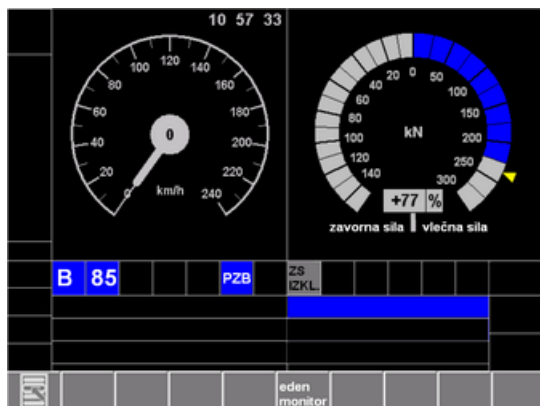 10 57 33
120
100 140
80 160
60 180
40 200
20 220
0 240
0
km/h
20 0 50
40 100
60
80 150
100 200
120 250
140 300
kN
+77 %
zavorna sila vlečna sila
B 85 PZB ZS
IZKL.
eden
monitor